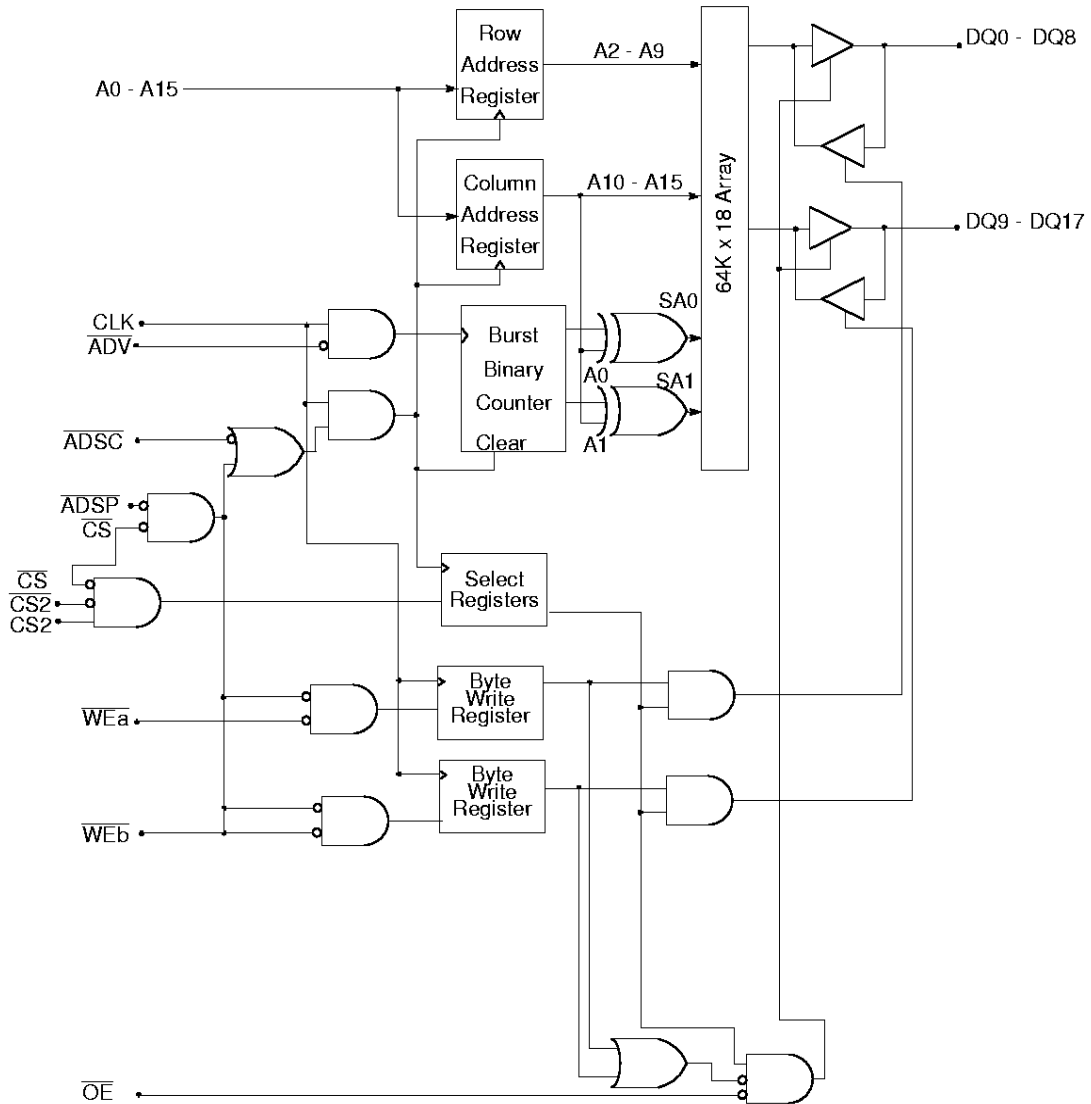 Row
Address
Register
A0 - A15
A2 - A9
DQ0 - DQ8
Column
Address
Register
A10 - A15
64K x 18 Array
DQ9 - DQ17
CLK
ADV
Burst
Binary
Counter
Clear
SA0
A0
SA1
A1
ADSC
ADSP
CS
CS
CS2
CS2
Select
Registers
WEa
Byte
Write
Register
WEb
Byte
Write
Register
OE